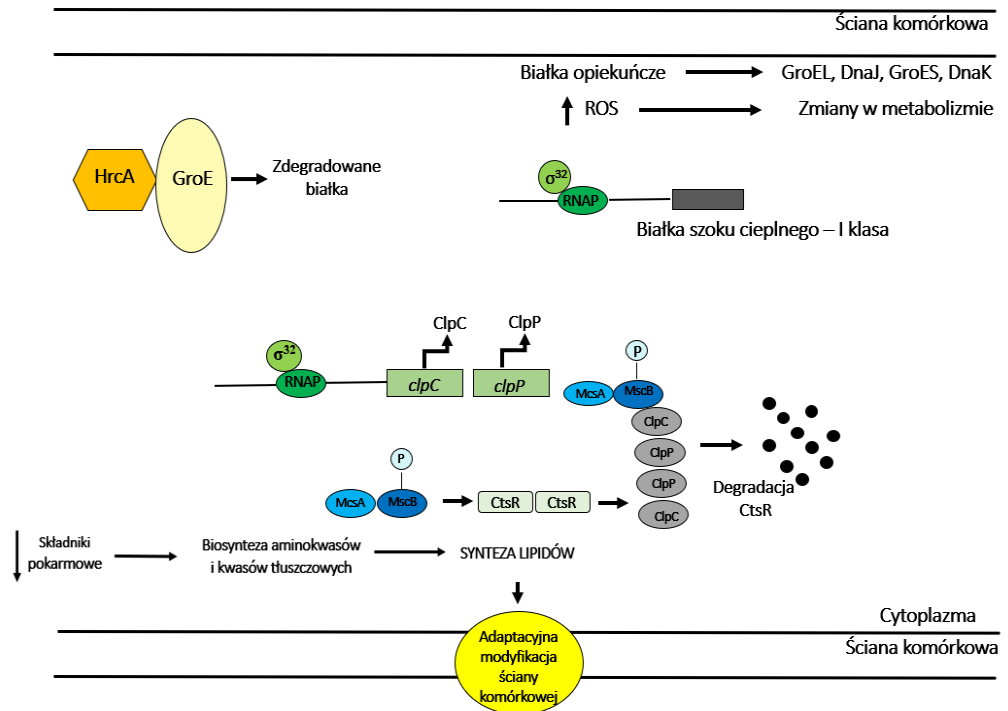 Ściana komórkowa
Białka opiekuńcze GroEL, DnaJ, GroES, DnaK
ROS Zmiany w metabolizmie
HrcA GroE Zdegradowane
białka
σ³²
RNAP
Białka szoku cieplnego – I klasa
ClpC ClpP
σ³²
RNAP
clpC clpP
P
McsA MscB
ClpC
ClpP
ClpP
ClpC
Degradacja
CtsR
P
McsA MscB CtsR CtsR
Składniki
pokarmowe
Biosynteza aminokwasów
i kwasów tłuszczowych
SYNTEZA LIPIDÓW
Cytoplazma
Ściana komórkowa
Adaptacyjna
modyfikacja
ściany
komórkowej